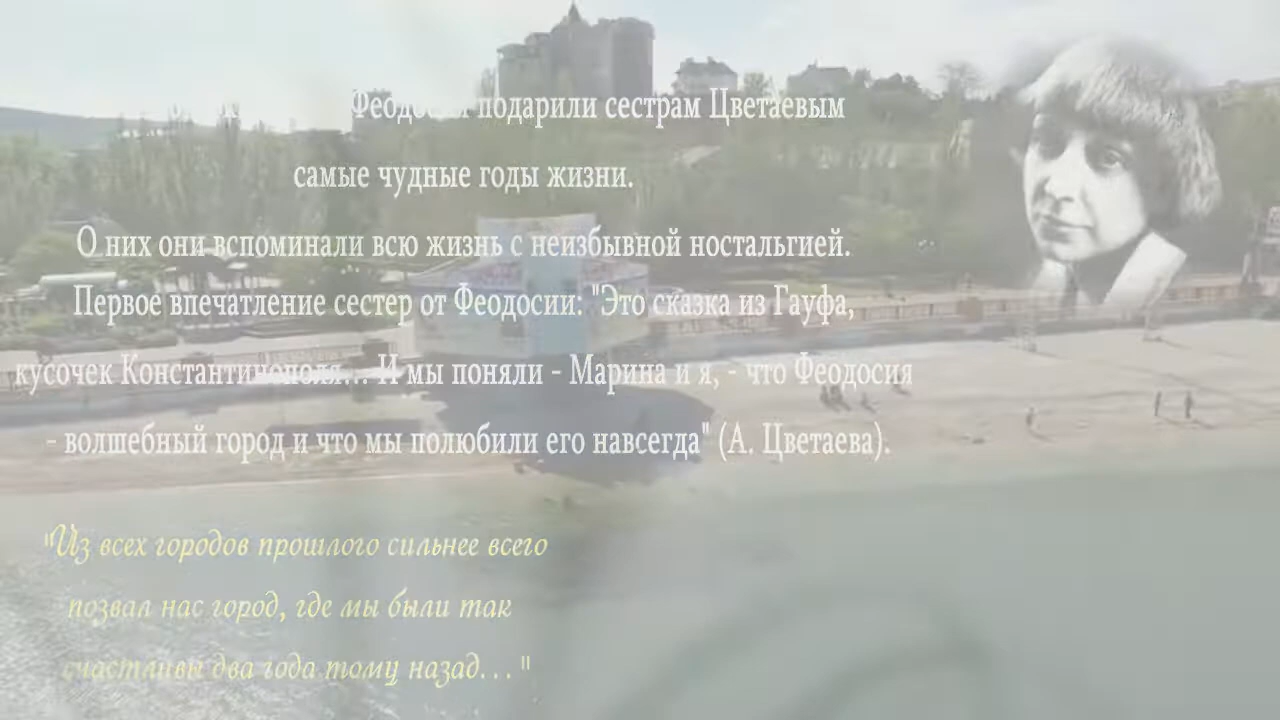 Феодосия подарили сестрам Цветаевым
самые чудные годы жизни.
О них они вспоминали всю жизнь с неизбывной ностальгией.
Первое впечатление сестер от Феодосии: "Это сказка из Гауфа,
кусочек Константинополя... И мы поняли - Марина и я, - что Феодосия
- волшебный город и что мы полюбили его навсегда" (А. Цветаева).
"Из всех городов прошлого сильнее всего
позвал нас город, где мы были так
счастливы два года тому назад..."